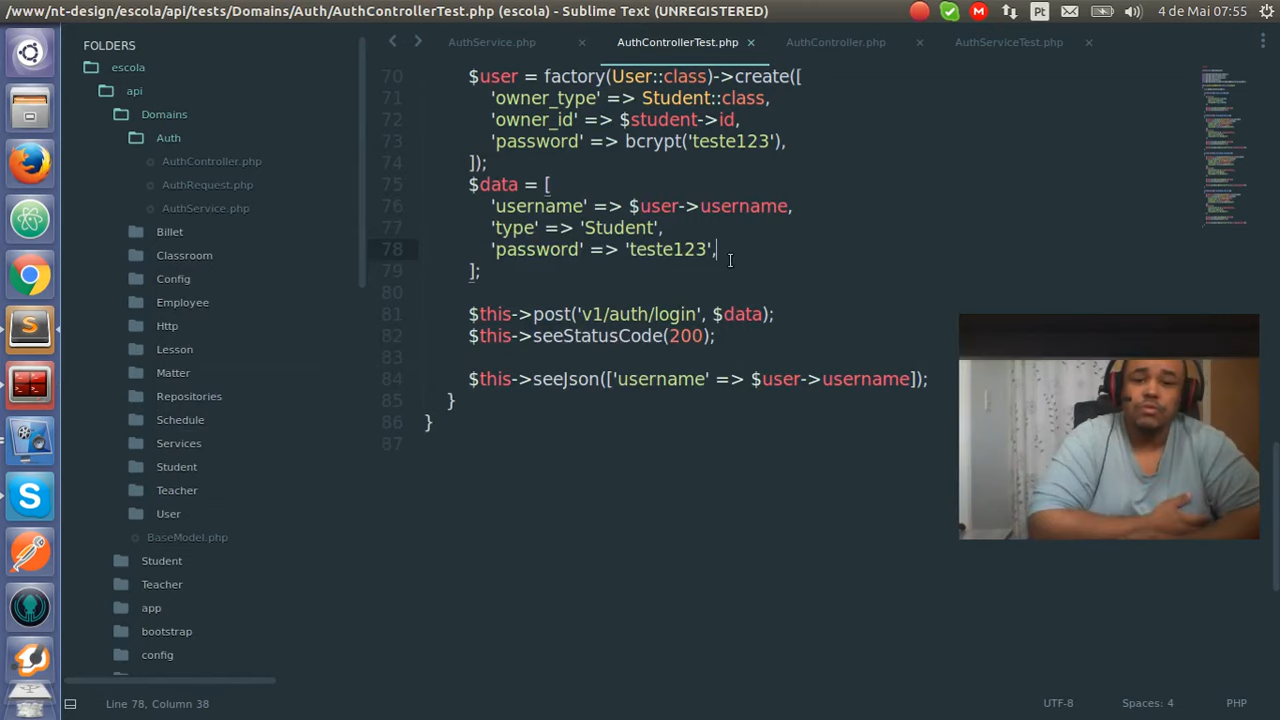 /www/nt-design/escola/api/tests/Domains/Auth/AuthControllerTest.php (escola) - Sublime Text (UNREGISTERED)
Pt
4 de Mai 07:55
FOLDERS
escola
api
Domains
Auth
AuthController.php
AuthRequest.php
AuthService.php
Billet
Classroom
Config
Employee
Http
Lesson
Matter
Repositories
Schedule
Services
Student
Teacher
User
BaseModel.php
Student
Teacher
app
bootstrap
config
AuthService.php
AuthControllerTest.php
AuthController.php
AuthServiceTest.php
70 $user = factory(User::class)->create([
71 'owner_type' => Student::class,
72 'owner_id' => $student->id,
73 'password' => bcrypt('teste123'),
74 ]);
75 $data = [
76 'username' => $user->username,
77 'type' => 'Student',
78 'password' => 'teste123',
79 ];
80
81 $this->post('v1/auth/login', $data);
82 $this->seeStatusCode(200);
83
84 $this->seeJson(['username' => $user->username]);
85 }
86 }
87
Line 78, Column 38
UTF-8
Spaces: 4
PHP